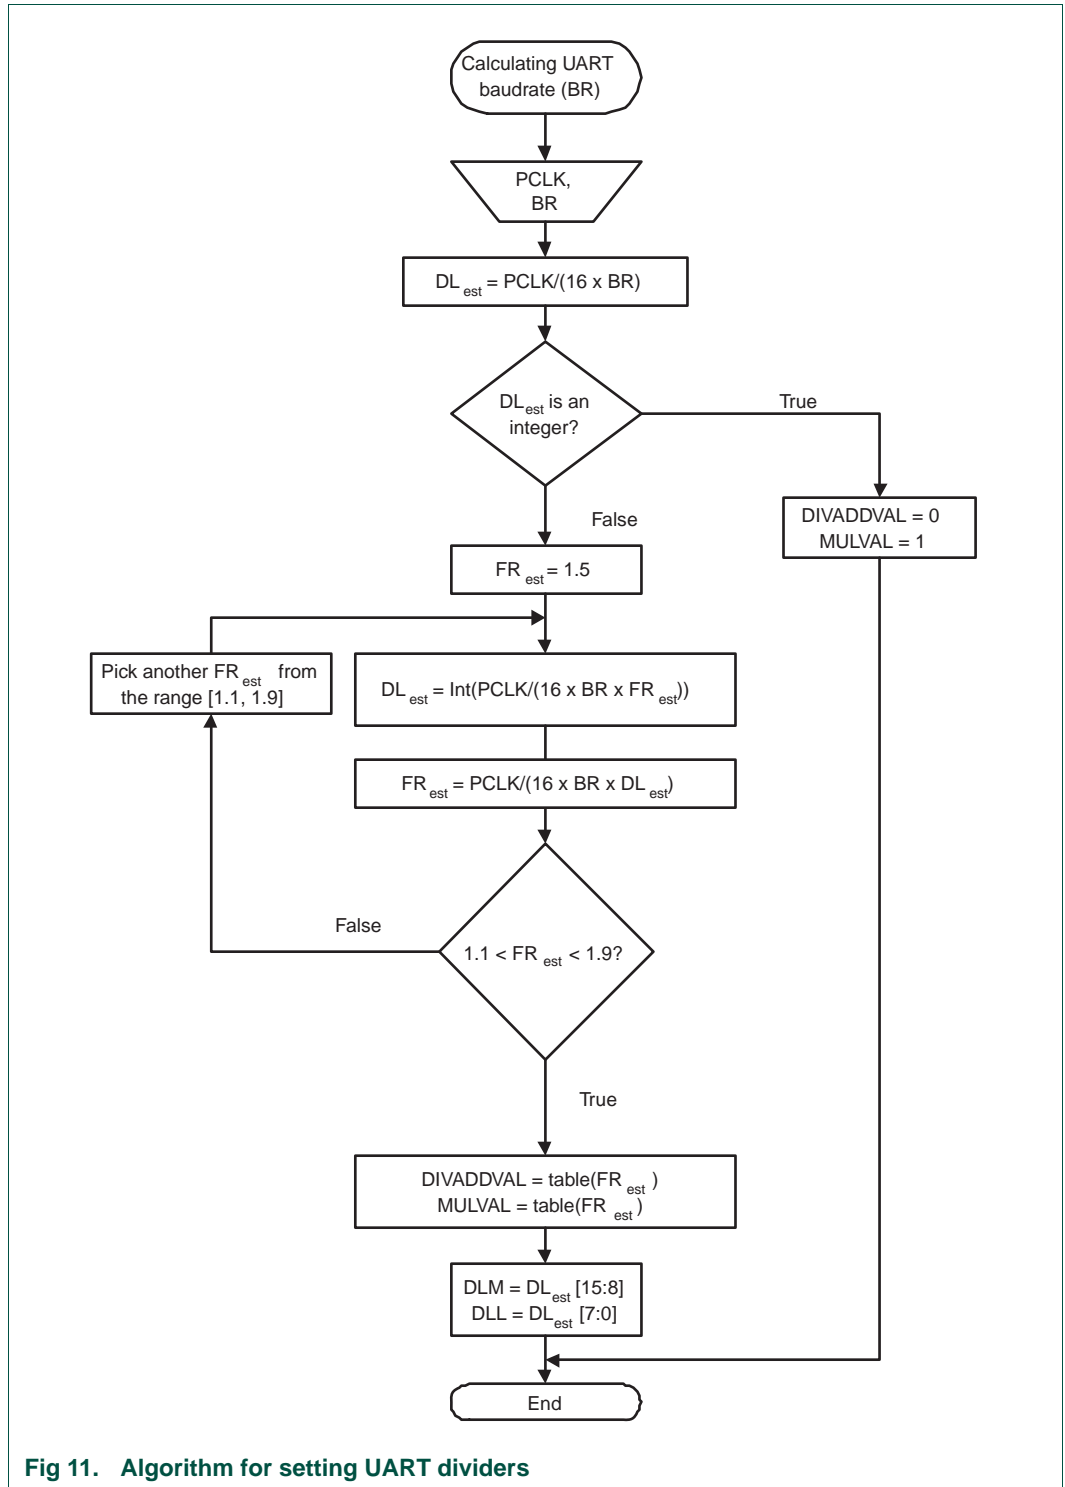 Calculating UART
baudrate (BR)
PCLK,
BR
DL est = PCLK/(16 x BR)
DLest is an
integer?
True
False
DIVADDVAL = 0
MULVAL = 1
FR est = 1.5
Pick another FR est from
the range [1.1, 1.9]
DL est = Int(PCLK/(16 x BR x FR est))
FR est = PCLK/(16 x BR x DL est)
False
1.1 < FR est < 1.9?
True
DIVADDVAL = table(FR est )
MULVAL = table(FR est )
DLM = DLest [15:8]
DLL = DLest [7:0]
End
Fig 11. Algorithm for setting UART dividers